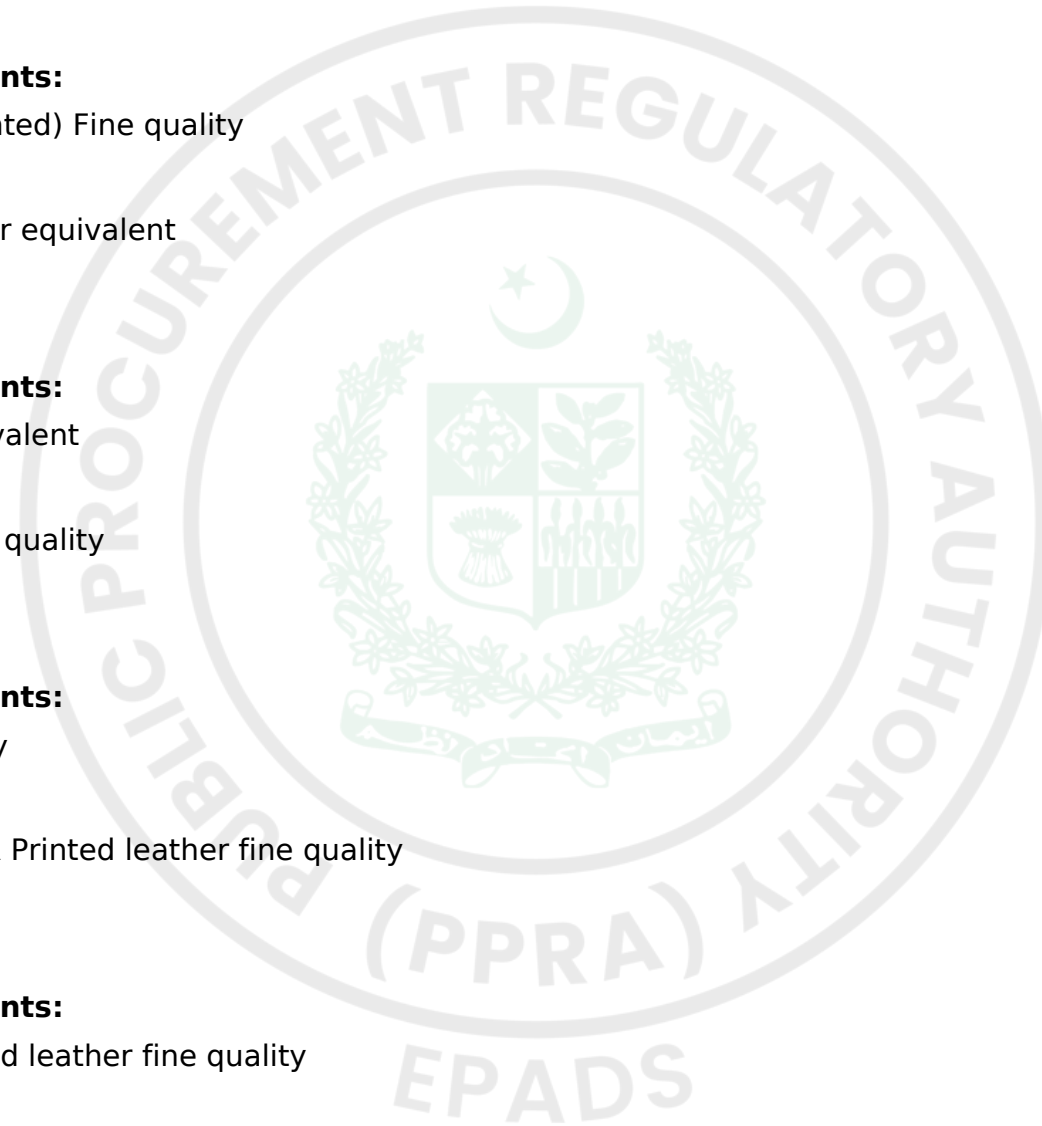 nts:
ted) Fine quality
r equivalent
nts:
valent
quality
nts:
y
Printed leather fine quality
nts:
d leather fine quality
PUBLIC PROCUREMENT REGULATORY AUTHORITY
(PPRA)
EPADS